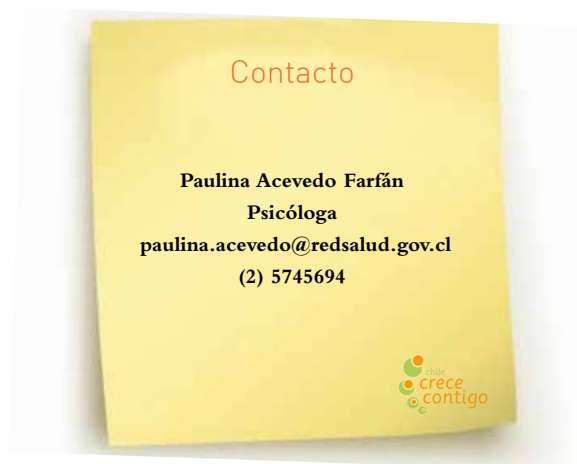 Contacto
Paulina Acevedo Farfán
Psicóloga
paulina.acevedo@redsalud.gov.cl
(2) 5745694
chile
crece
contigo